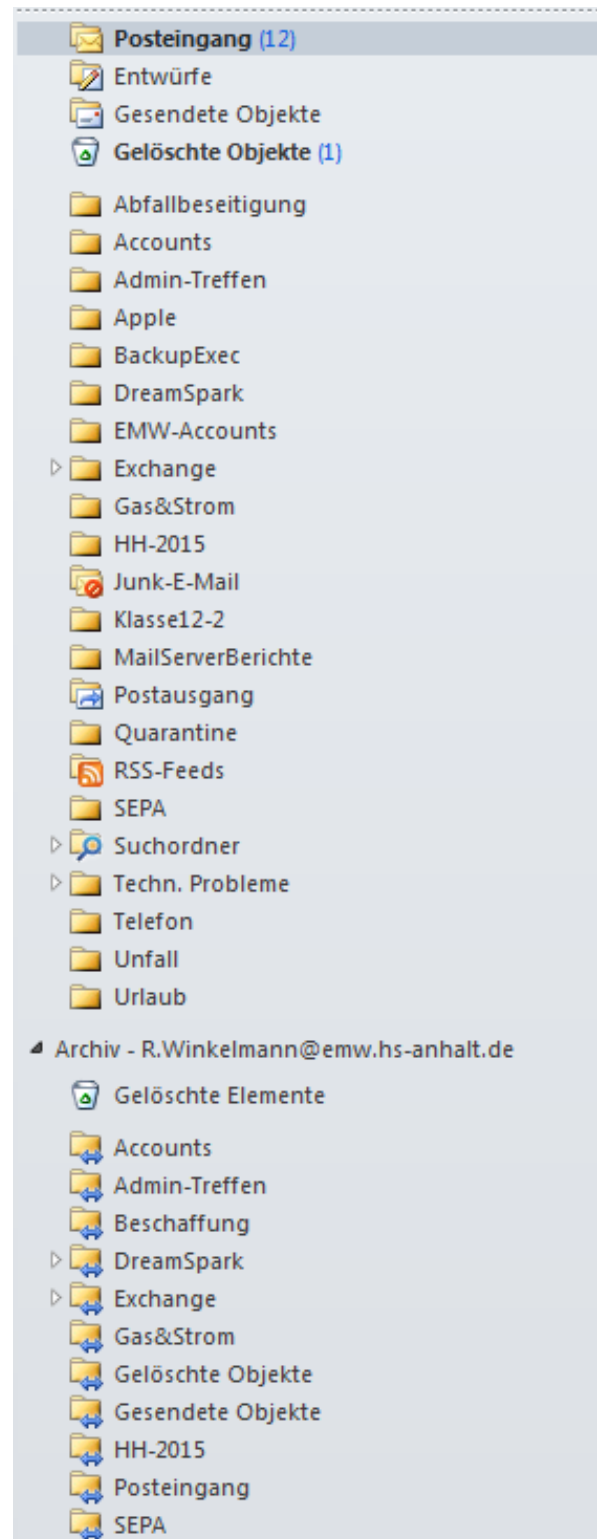 Posteingang (12)
Entwürfe
Gesendete Objekte
Gelöschte Objekte (1)
Abfallbeseitigung
Accounts
Admin-Treffen
Apple
BackupExec
DreamSpark
EMW-Accounts
Exchange
Gas&Strom
HH-2015
Junk-E-Mail
Klasse12-2
MailServerBerichte
Postausgang
Quarantine
RSS-Feeds
SEPA
Suchordner
Techn. Probleme
Telefon
Unfall
Urlaub
Archiv - R.Winkelmann@emw.hs-anhalt.de
Gelöschte Elemente
Accounts
Admin-Treffen
Beschaffung
DreamSpark
Exchange
Gas&Strom
Gelöschte Objekte
Gesendete Objekte
HH-2015
Posteingang
SEPA